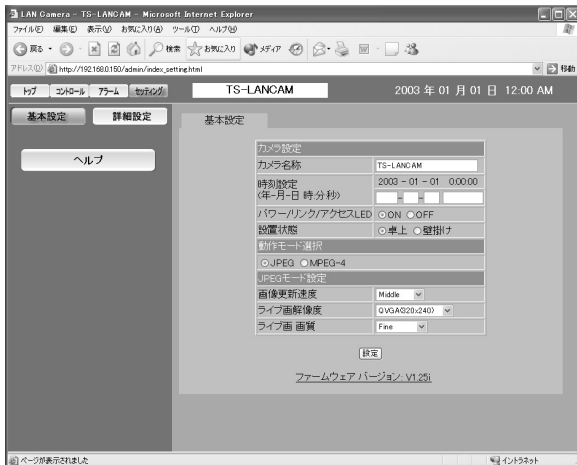 LAN Camera - TS-LANCAM - Microsoft Internet Explorer
ファイル(F) 編集(E) 表示(V) お気に入り(A) ツール(T) ヘルプ(H)
戻る 検索 お気に入り メディア
アドレス(D) http://192.168.0.150/admin/index_setting.html 移動
トップ コントロール アラーム セッティング TS-LANCAM 2003 年 01 月 01 日 12:00 AM
基本設定 詳細設定
ヘルプ
基本設定
カメラ設定
カメラ名称 TS-LANCAM
時刻設定
(年-月-日 時:分:秒) 2003 - 01 - 01 0:00:00
- -
パワー/リンク/アクセスLED ON OFF
設置状態 卓上 壁掛け
動作モード選択
JPEG MPEG-4
JPEGモード設定
画像更新速度 Middle
ライブ画解像度 QVGA(320x240)
ライブ画 画質 Fine
設定
ファームウェア バージョン: V1.25i
ページが表示されました イントラネット